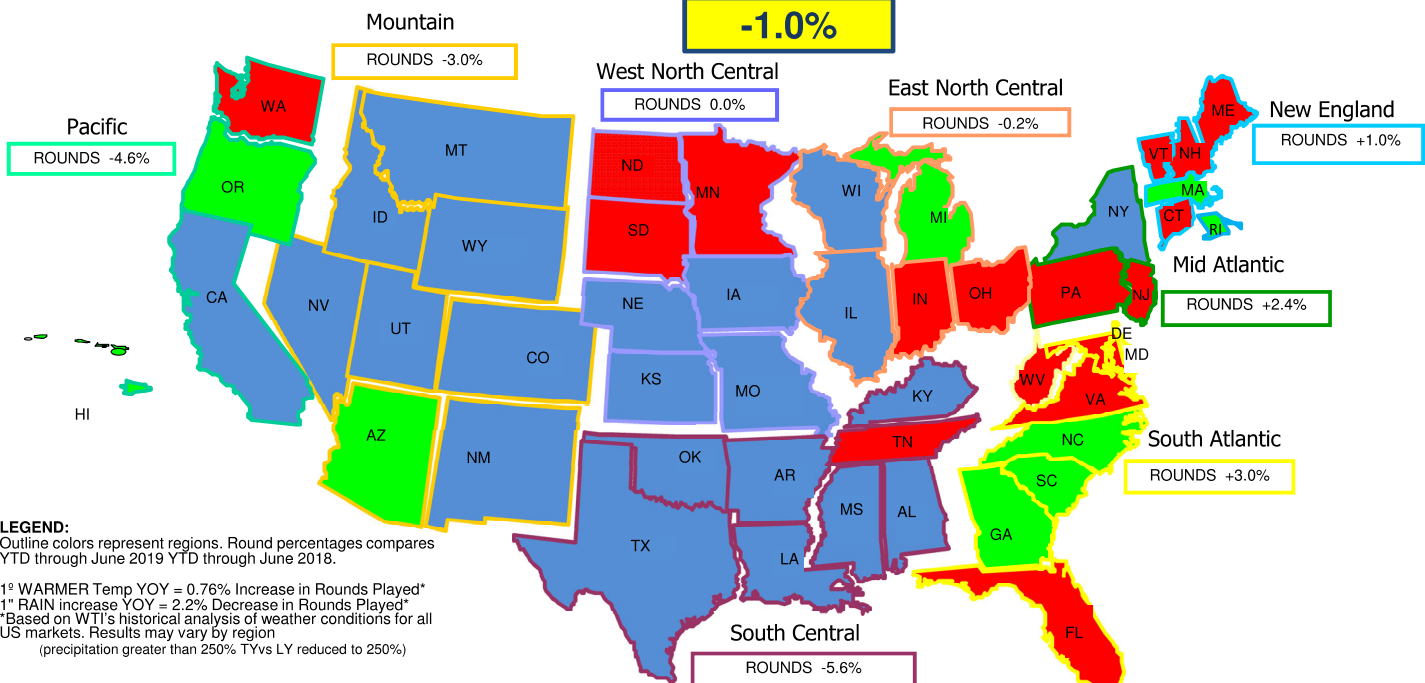 -1.0%
Mountain
ROUNDS -3.0%
West North Central
ROUNDS 0.0%
East North Central
ROUNDS -0.2%
New England
ROUNDS +1.0%
Pacific
ROUNDS -4.6%
WA
OR
CA
HI
MT
ID
WY
NV
UT
CO
AZ
NM
ND
SD
MN
NE
IA
KS
MO
WI
MI
IL
IN
OH
ME
VT
NH
MA
CT
RI
NY
PA
NJ
Mid Atlantic
ROUNDS +2.4%
DE
MD
WV
VA
NC
SC
GA
FL
South Atlantic
ROUNDS +3.0%
KY
TN
OK
AR
TX
LA
MS
AL
South Central
ROUNDS -5.6%
LEGEND:
Outline colors represent regions. Round percentages compares
YTD through June 2019 YTD through June 2018.
1º WARMER Temp YOY = 0.76% Increase in Rounds Played*
1" RAIN increase YOY = 2.2% Decrease in Rounds Played*
*Based on WTI's historical analysis of weather conditions for all
US markets. Results may vary by region
(precipitation greater than 250% TYvs LY reduced to 250%)